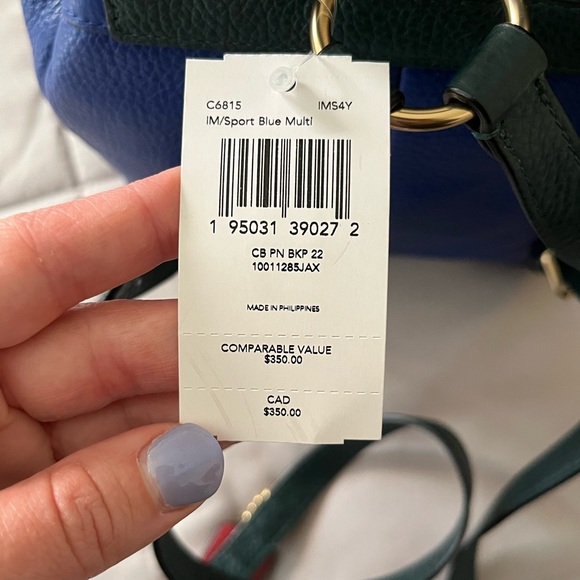 C6815 IMS4Y
IM/Sport Blue Multi
1 95031 39027 2
CB PN BKP 22
10011285JAX
MADE IN PHILIPPINES
COMPARABLE VALUE
$350.00
CAD
$350.00